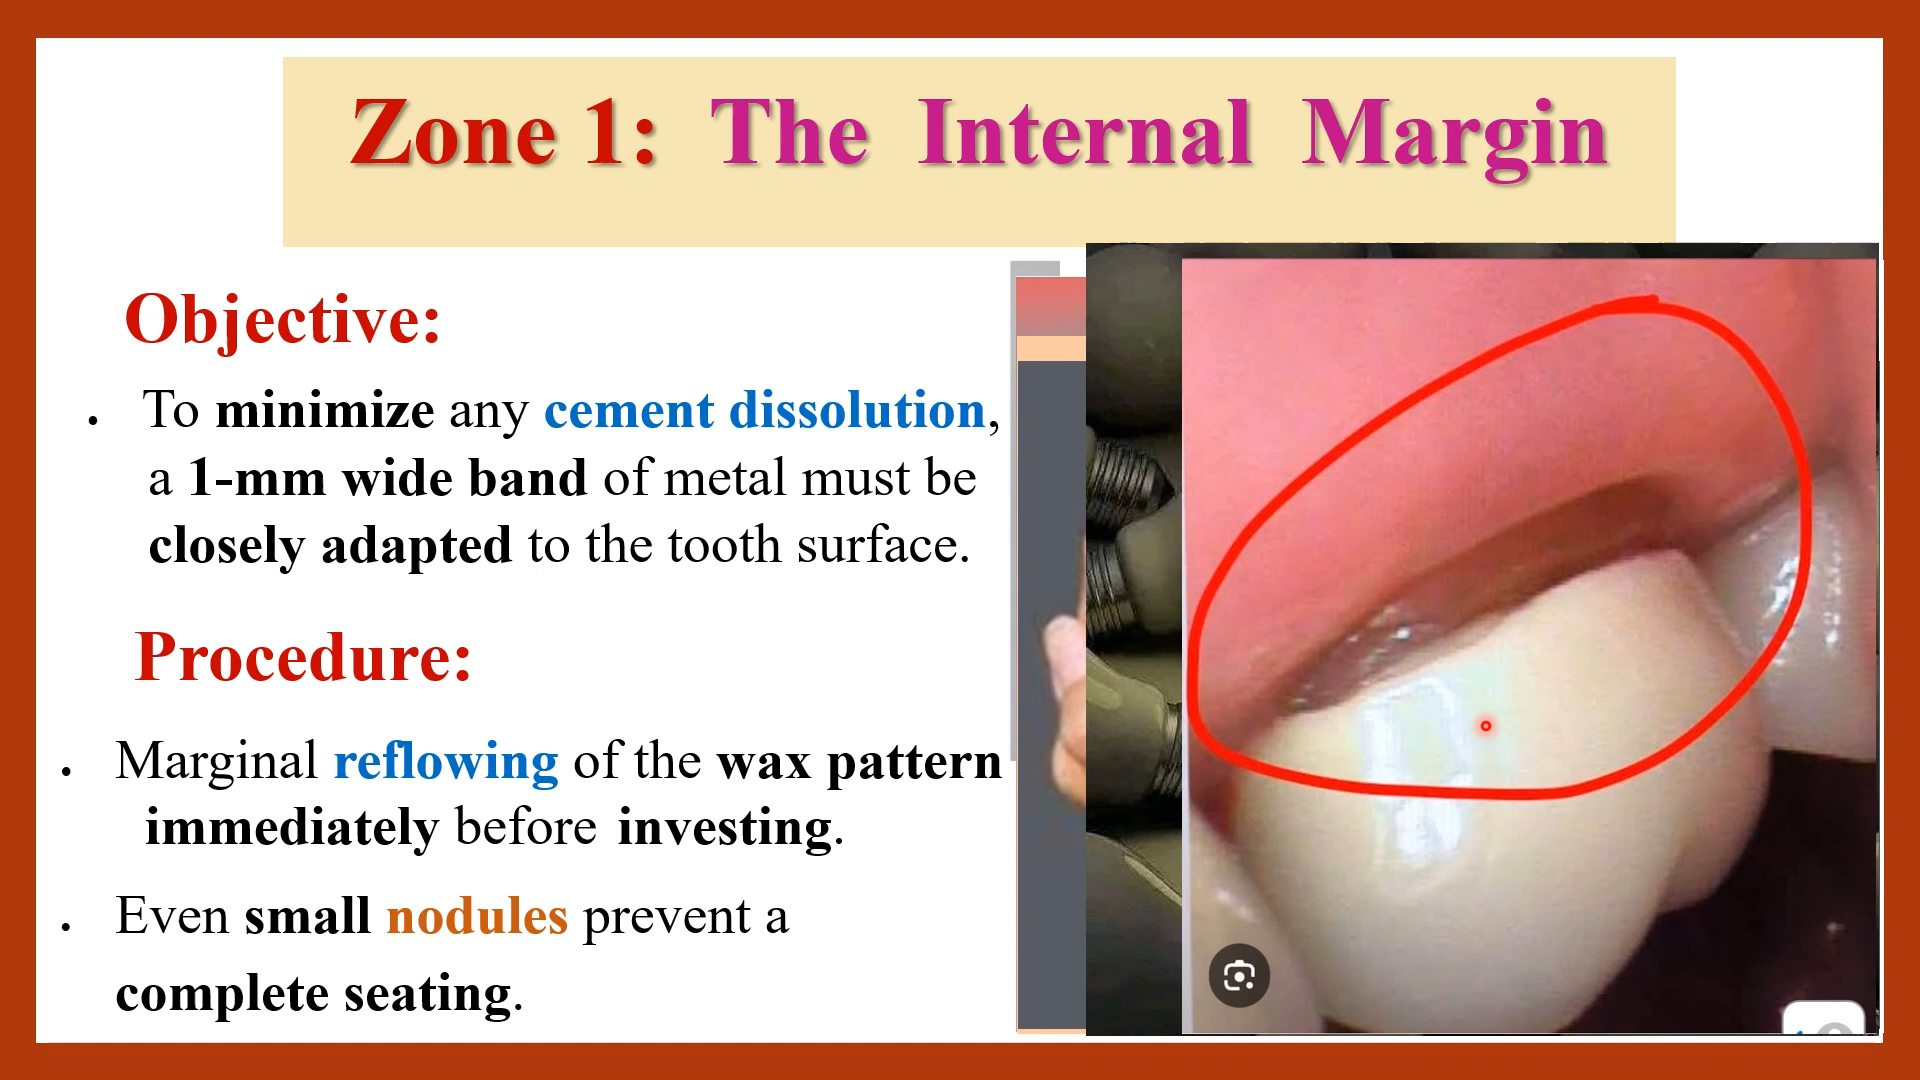 Zone 1: The Internal Margin
Objective:
• To minimize any cement dissolution,
a 1-mm wide band of metal must be
closely adapted to the tooth surface.
Procedure:
• Marginal reflowing of the wax pattern
immediately before investing.
• Even small nodules prevent a
complete seating.